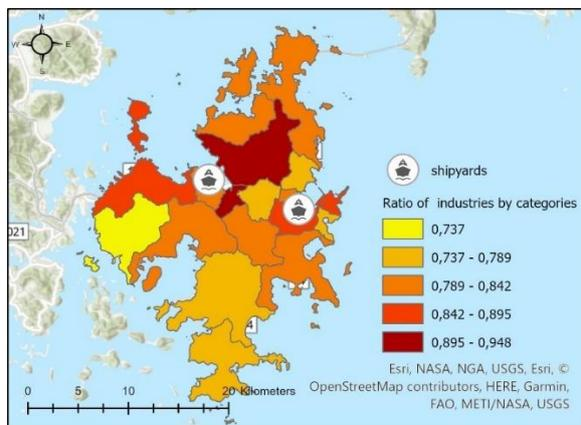 N
W
E
S
021
4
shipyards
Ratio of industries by categories
0,737
0,737 - 0,789
0,789 - 0,842
0,842 - 0,895
0,895 - 0,948
Esri, NASA, NGA, USGS, Esri, ©
OpenStreetMap contributors, HERE, Garmin,
FAO, METI/NASA, USGS
0 5 10 20 Kilometers